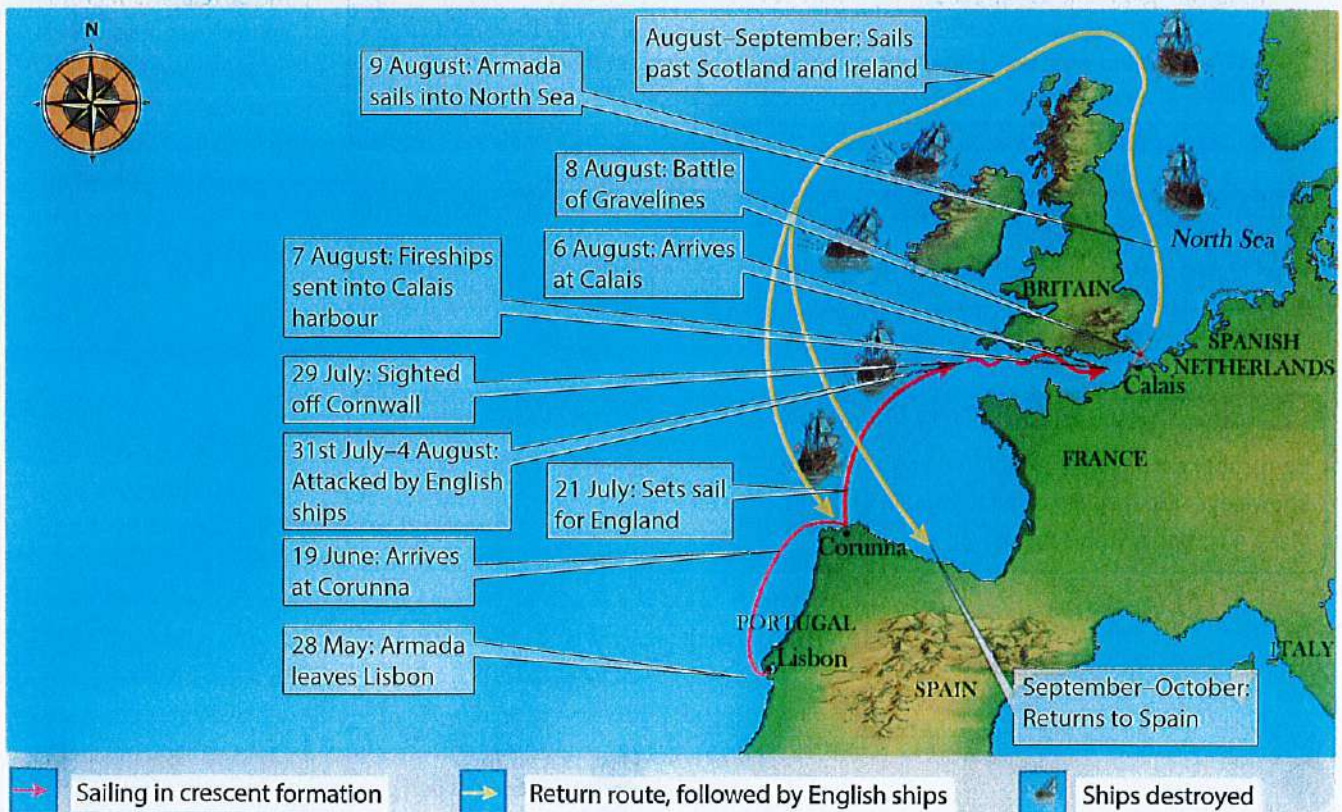 N
August–September: Sails
past Scotland and Ireland
9 August: Armada
sails into North Sea
8 August: Battle
of Gravelines
6 August: Arrives
at Calais
7 August: Fireships
sent into Calais
harbour
29 July: Sighted
off Cornwall
31st July–4 August:
Attacked by English
ships
21 July: Sets sail
for England
19 June: Arrives
at Corunna
28 May: Armada
leaves Lisbon
September–October:
Returns to Spain
North Sea
BRITAIN
SPANISH
NETHERLANDS
Calais
FRANCE
Corunna
PORTUGAL
Lisbon
SPAIN
ITALY
Sailing in crescent formation
Return route, followed by English ships
Ships destroyed